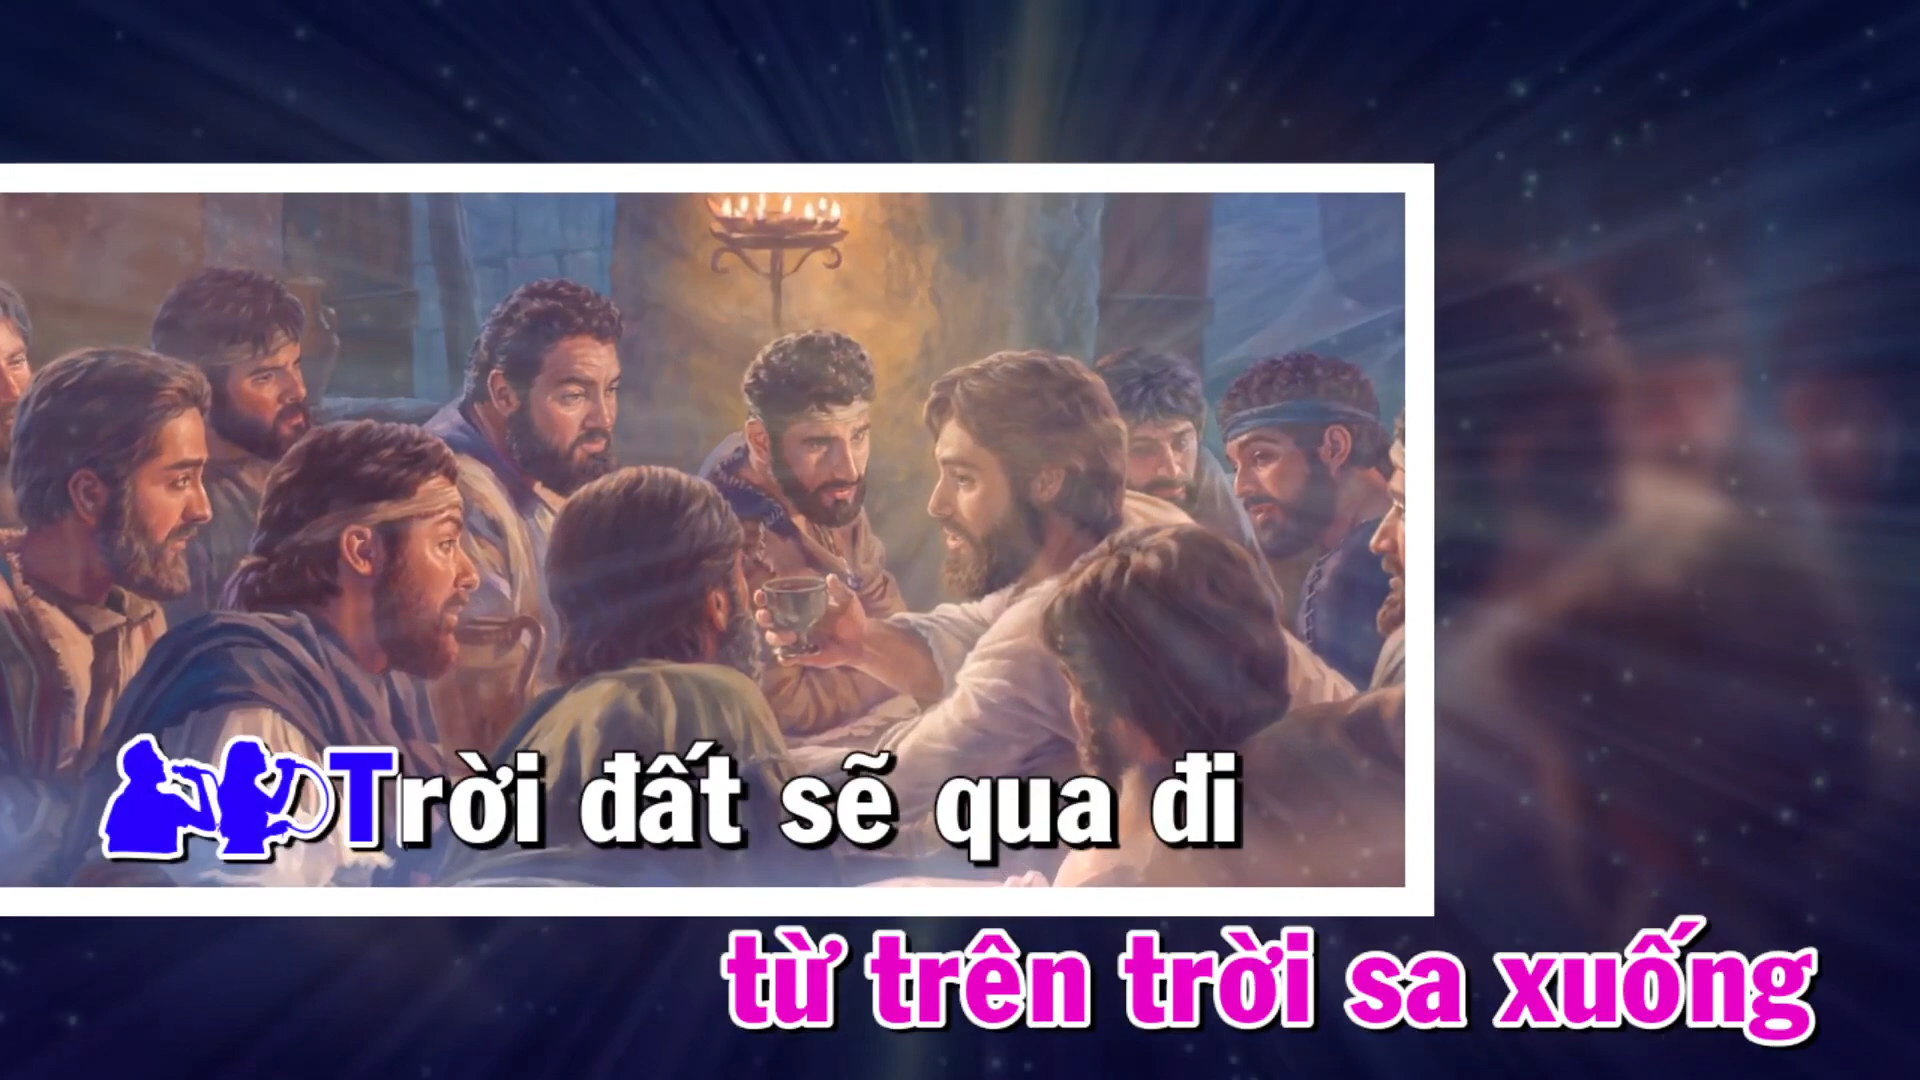 Trời đất sẽ qua đi
từ trên trời sa xuống